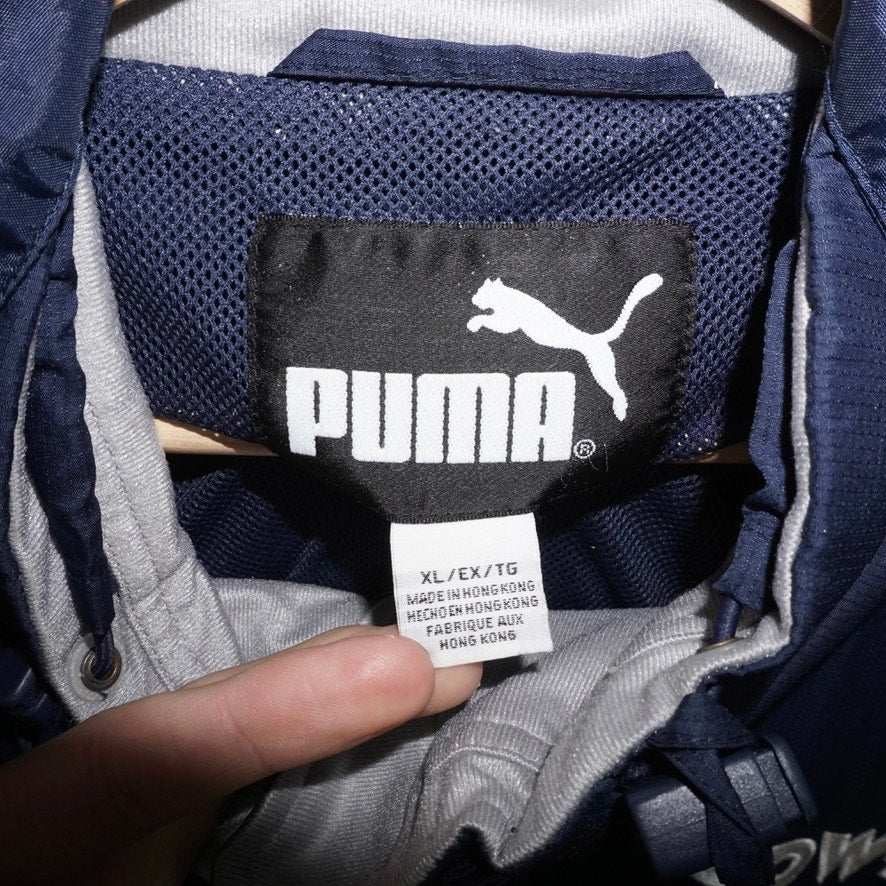 PUMA®
XL/EX/TG
MADE IN HONG KONG
HECHO EN HONG KONG
FABRIQUE AUX
HONG KONG